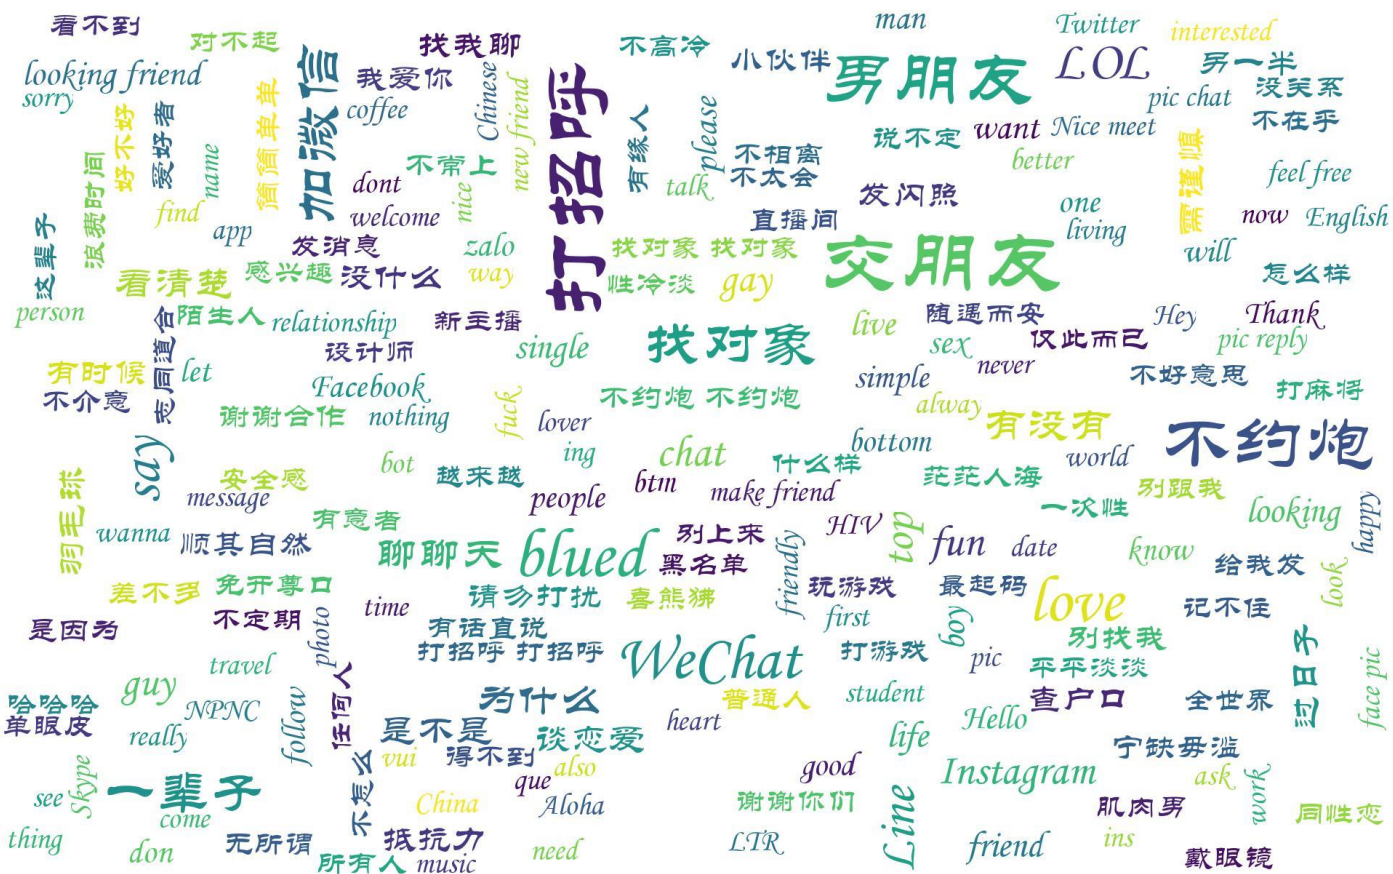 看不到
对不起
找我聊
不高冷
man
Twitter
interested
looking friend
sorry
简简单单
加微信
我爱你
coffee
Chinese
new friend
打招呼
小伙伴
男朋友
LOL
另一半
没关系
pic chat
不在乎
好不好
爱好者
name
浪费时间
不常上
dont
welcome
nice
有缘人
please
talk
不相离
不太会
说不定
want
Nice meet
better
需谨慎
feel free
find
app
这辈子
发消息
zalo
way
直播间
发闪照
one
living
now
English
will
找对象 找对象
性冷淡
gay
交朋友
怎么样
看清楚
感兴趣
没什么
person
陌生人
relationship
新主播
志同道合
设计师
single
找对象
live
随遇而安
sex
never
仅此而已
Hey
Thank
pic reply
有时候
let
不介意
Facebook
谢谢合作
nothing
fuck
lover
不约炮 不约炮
simple
alway
不好意思
打麻将
有没有
不约炮
say
ing
chat
bottom
world
安全感
message
bot
越来越
people
btm
make friend
什么样
茫茫人海
别跟我
一次性
looking
happy
羽毛球
wanna
有意者
顺其自然
聊聊天
blued
别上来
黑名单
HIV
friendly
top
fun
date
know
给我发
look
差不多
免开尊口
不定期
time
请勿打扰
喜熊狒
玩游戏
first
最起码
love
记不住
是因为
photo
有话直说
打招呼 打招呼
WeChat
打游戏
boy
pic
别找我
平平淡淡
过日子
face pic
travel
guy
任何人
哈哈哈
单眼皮
NPNC
really
follow
为什么
是不是
谈恋爱
普通人
heart
student
life
Hello
查户口
全世界
vui
得不到
also
que
宁缺毋滥
see
Skype
一辈子
come
不怎么
China
Aloha
good
谢谢你们
Instagram
Line
ask
work
肌肉男
ins
同性恋
thing
don
无所谓
所有人
抵抗力
music
need
LTR
friend
戴眼镜